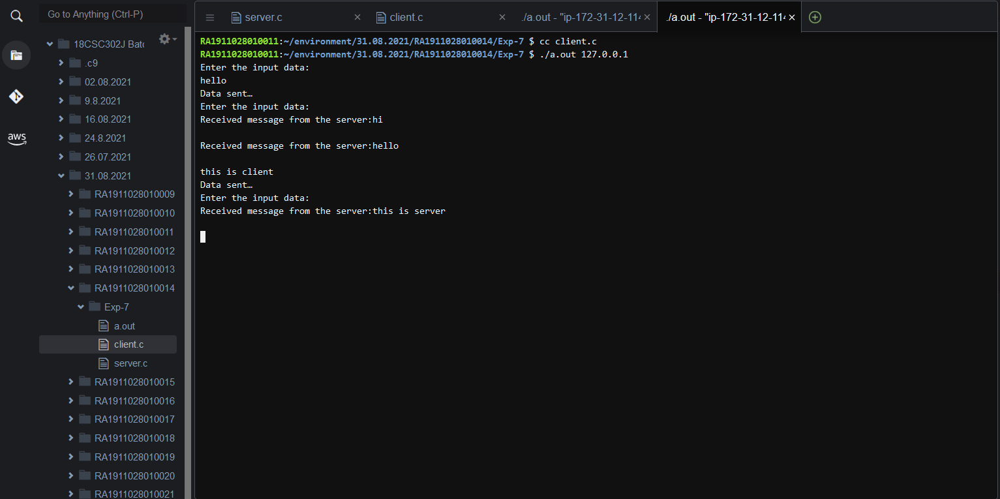 Go to Anything (Ctrl-P)
server.c
client.c
./a.out - "ip-172-31-12-114
./a.out - "ip-172-31-12-114
aws
18CSC302J Batc
.c9
02.08.2021
9.8.2021
16.08.2021
24.8.2021
26.07.2021
31.08.2021
RA1911028010009
RA1911028010010
RA1911028010011
RA1911028010012
RA1911028010013
RA1911028010014
Exp-7
a.out
client.c
server.c
RA1911028010015
RA1911028010016
RA1911028010017
RA1911028010018
RA1911028010019
RA1911028010020
RA1911028010021
RA1911028010011:~/environment/31.08.2021/RA1911028010014/Exp-7 $ cc client.c
RA1911028010011:~/environment/31.08.2021/RA1911028010014/Exp-7 $ ./a.out 127.0.0.1
Enter the input data:
hello
Data sent…
Enter the input data:
Received message from the server:hi
Received message from the server:hello
this is client
Data sent…
Enter the input data:
Received message from the server:this is server